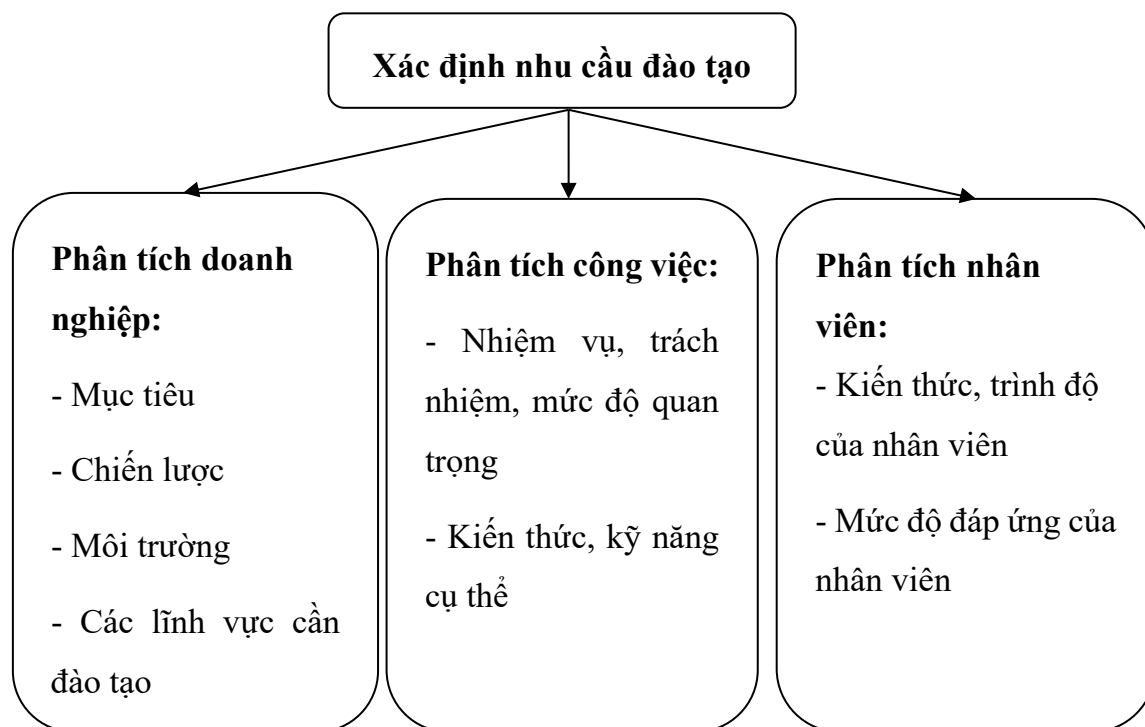 Xác định nhu cầu đào tạo
Phân tích doanh
nghiệp:
- Mục tiêu
- Chiến lược
- Môi trường
- Các lĩnh vực cần
đào tạo
Phân tích công việc:
- Nhiệm vụ, trách
nhiệm, mức độ quan
trọng
- Kiến thức, kỹ năng
cụ thể
Phân tích nhân
viên:
- Kiến thức, trình độ
của nhân viên
- Mức độ đáp ứng của
nhân viên